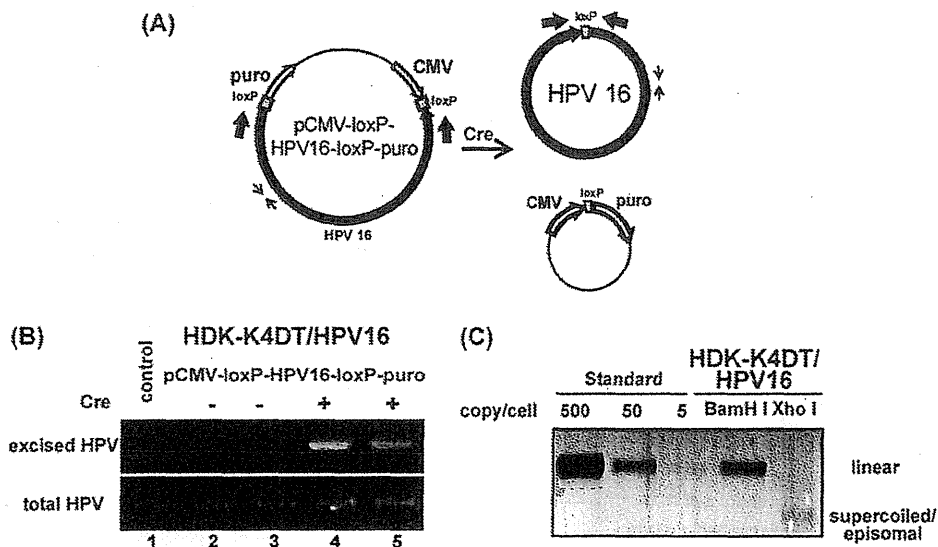 (A)
puro
loxP
CMV
loxP
pCMV-loxP-
HPV16-loxP-puro
HPV 16
Cre
loxP
HPV 16
CMV
loxP
puro
(B)
HDK-K4DT/HPV16
control
pCMV-loxP-HPV16-loxP-puro
Cre
- - + +
excised HPV
total HPV
1 2 3 4 5
(C)
HDK-K4DT/
HPV16
Standard
copy/cell
500 50 5 BamH I Xho I
linear
supercoiled/
episomal